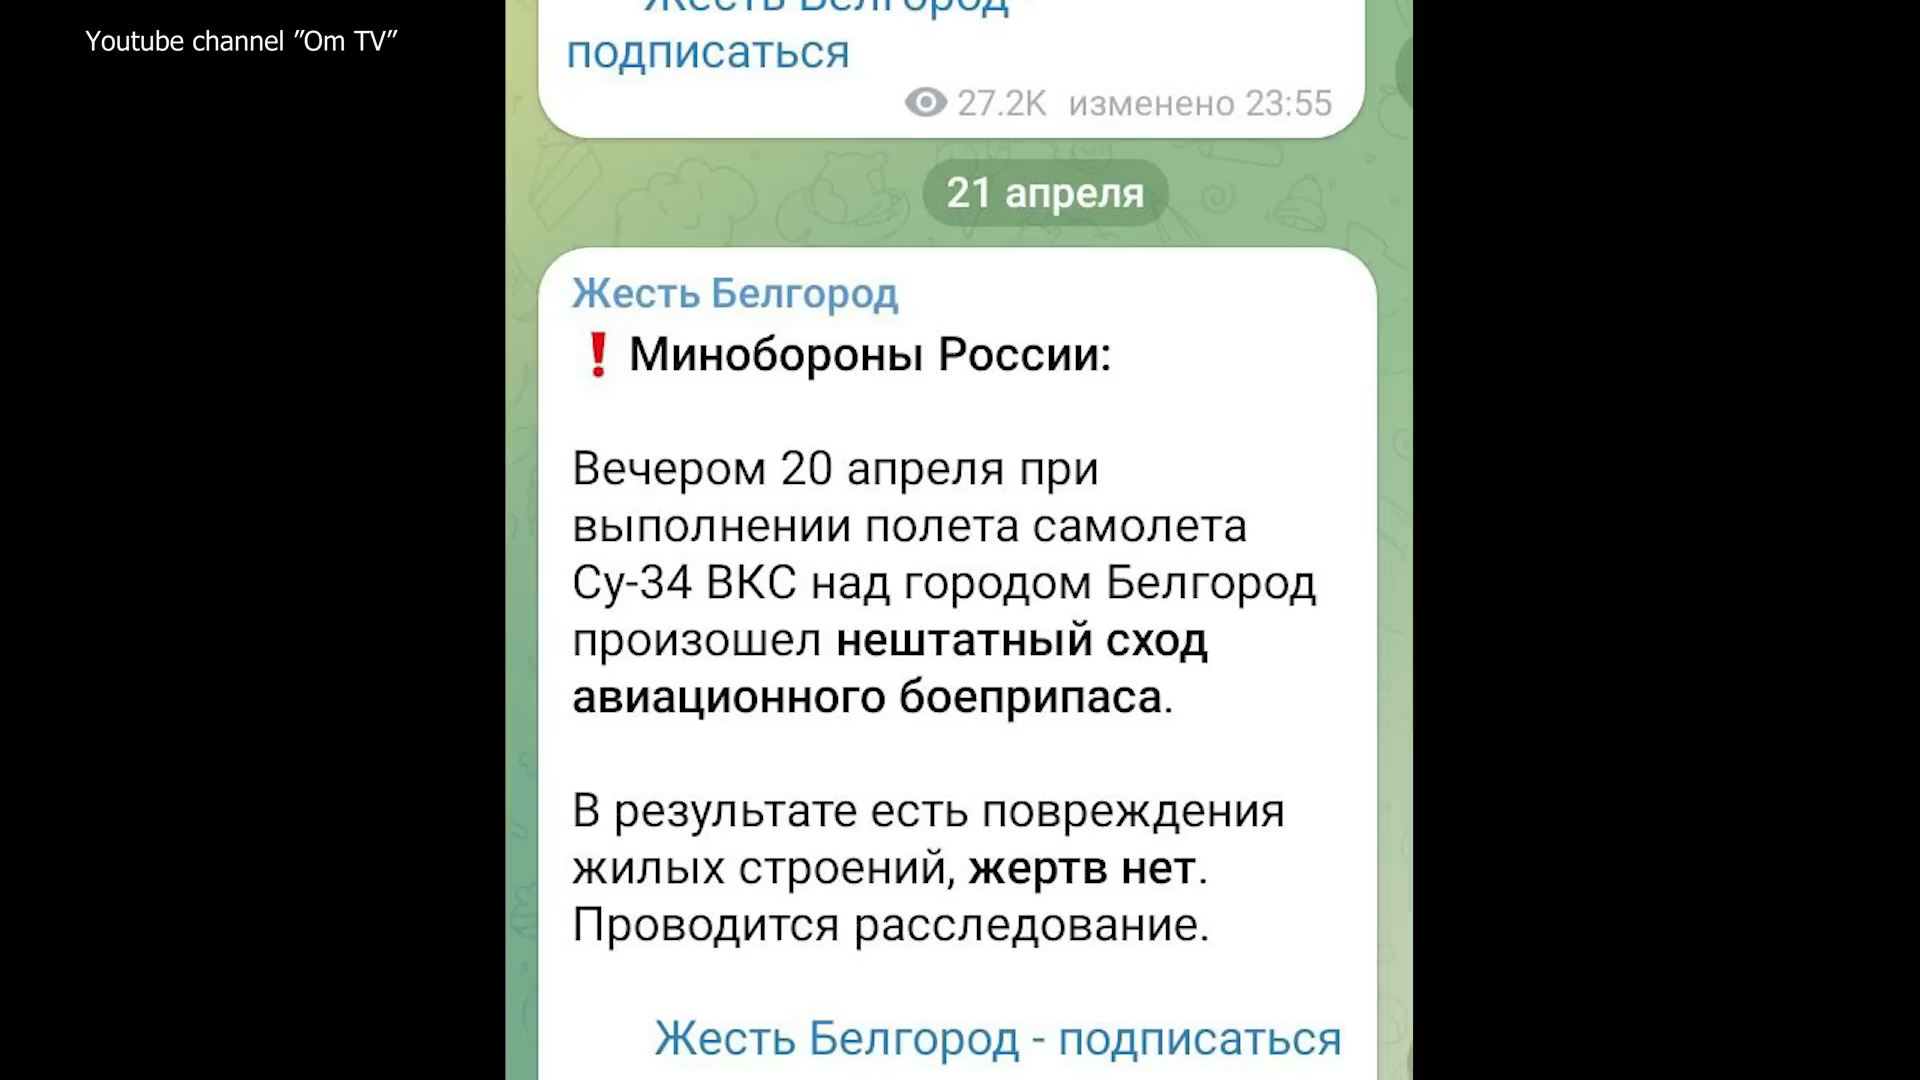 Youtube channel ”Om TV”
Жесть Белгород -
подписаться
27.2K изменено 23:55
21 апреля
Жесть Белгород
❗ Минобороны России:
Вечером 20 апреля при
выполнении полета самолета
Су-34 ВКС над городом Белгород
произошел нештатный сход
авиационного боеприпаса.
В результате есть повреждения
жилых строений, жертв нет.
Проводится расследование.
Жесть Белгород - подписаться